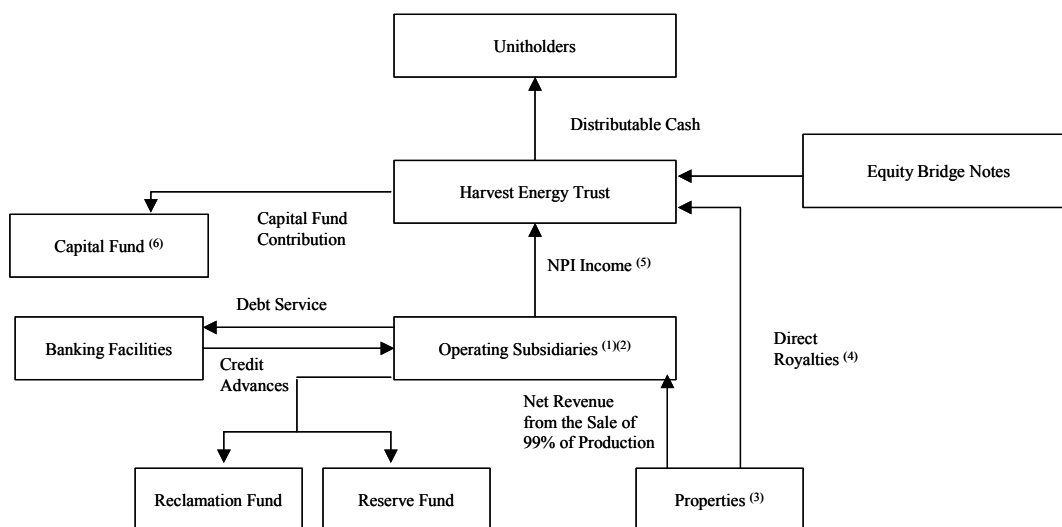 Unitholders
Distributable Cash
Equity Bridge Notes
Harvest Energy Trust
Capital Fund
Contribution
Capital Fund (6)
NPI Income (5)
Debt Service
Banking Facilities
Operating Subsidiaries (1)(2)
Direct
Royalties (4)
Credit
Advances
Net Revenue
from the Sale of
99% of Production
Reclamation Fund
Reserve Fund
Properties (3)